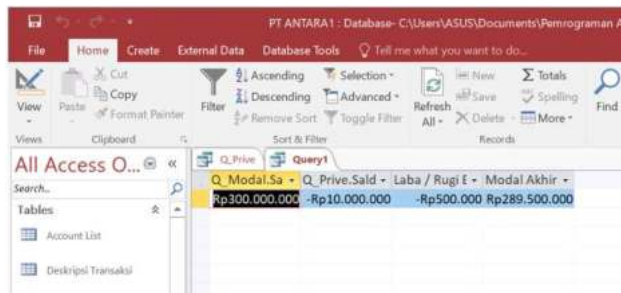 PT ANTARA1 : Database- C:\Users\ASUS\Documents\Pemrograman A
File Home Create External Data Database Tools Tell me what you want to do...
View
Paste
Cut
Copy
Format Painter
Filter
Ascending
Descending
Remove Sort
Selection
Advanced
Toggle Filter
Refresh
All
New
Save
Delete
Totals
Spelling
More
Find
Views Clipboard Sort & Filter Records
All Access O... «
Q_Prive Query1
Search...
Q_Modal.Sa Q_Prive.Sald Laba / Rugi E Modal Akhir
Rp300.000.000 -Rp10.000.000 -Rp500.000 Rp289.500.000
Tables
Account List
Deskripsi Transaksi